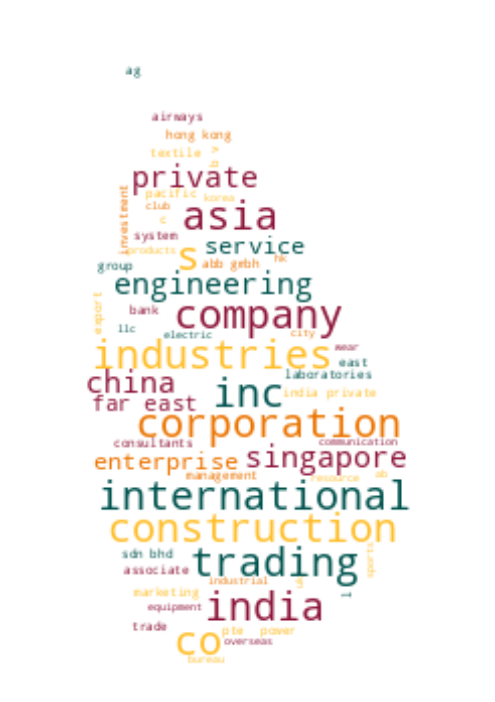 ag
airways
hong kong
textile
private
pacific
korea
investment
club
c
asia
system
service
products
s
abb gmbh
hk
group
engineering
export
bank
company
llc
electric
city
industries
wear
east
laboratories
china
inc
india private
far east
corporation
consultants
communication
enterprise
singapore
management
resource
ab
international
construction
sdn bhd
trading
sports
associate
industrial
marketing
equipment
india
trade
co
pte
power
overseas
bureau